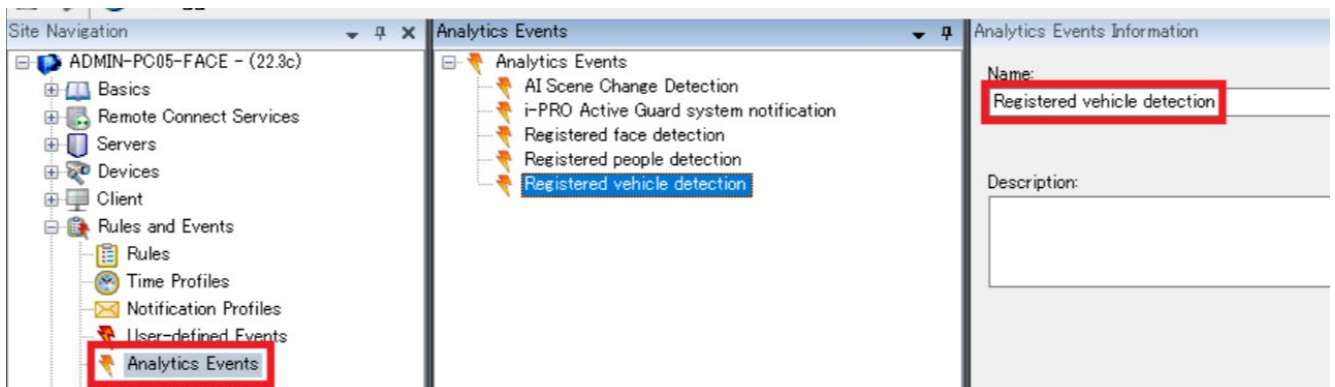 Site Navigation
ADMIN-PC05-FACE - (22.3c)
Basics
Remote Connect Services
Servers
Devices
Client
Rules and Events
Rules
Time Profiles
Notification Profiles
User-defined Events
Analytics Events
Analytics Events
Analytics Events
AI Scene Change Detection
i-PRO Active Guard system notification
Registered face detection
Registered people detection
Registered vehicle detection
Analytics Events Information
Name:
Registered vehicle detection
Description: